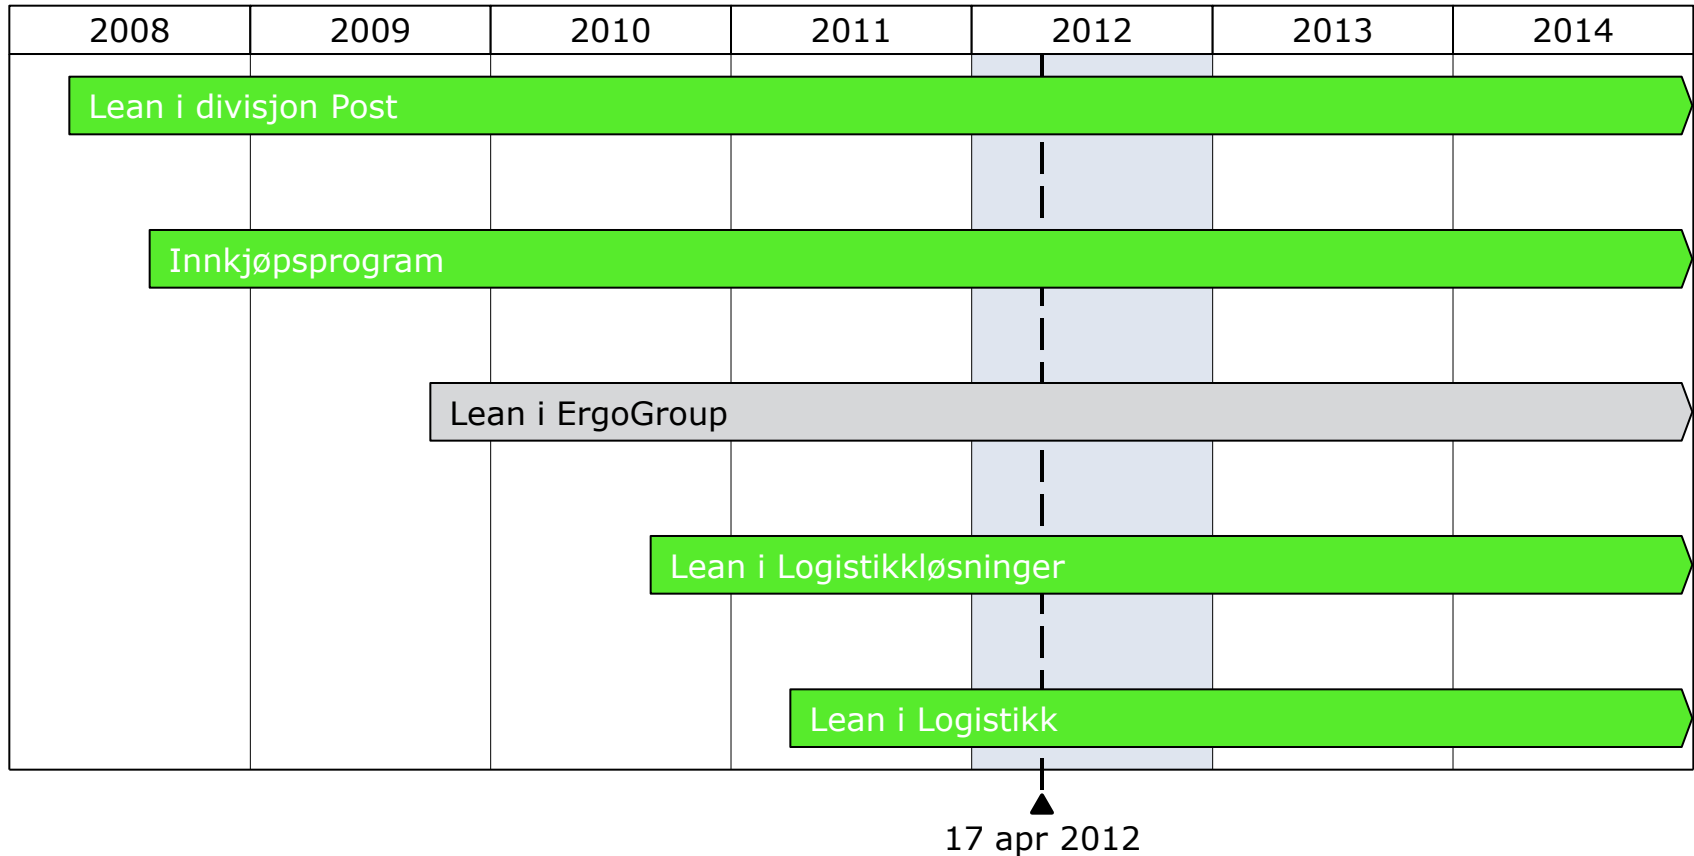 2008 2009 2010 2011 2012 2013 2014
Lean i divisjon Post
Innkjøpsprogram
Lean i ErgoGroup
Lean i Logistikkløsninger
Lean i Logistikk
17 apr 2012